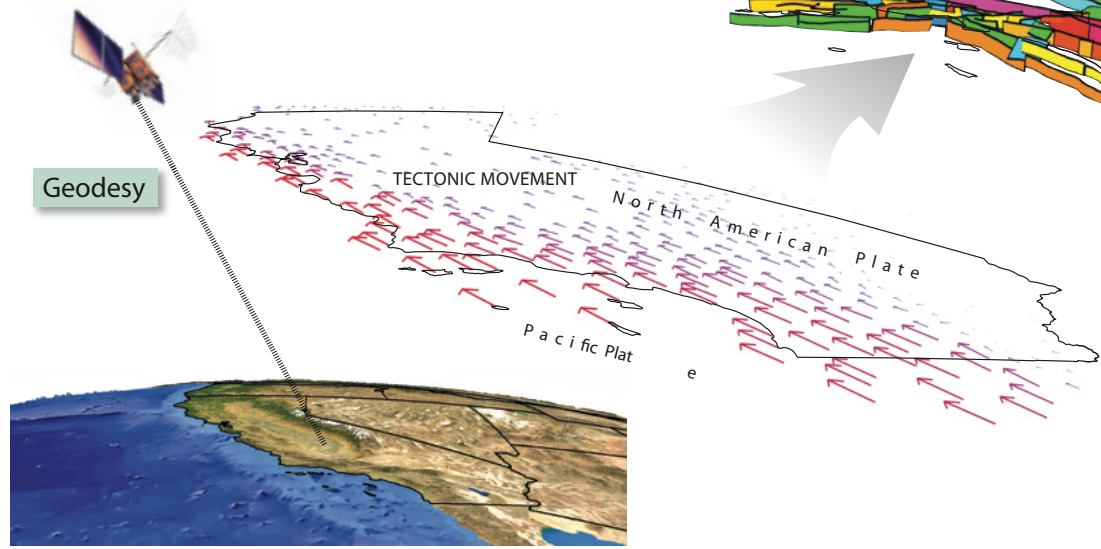 Geodesy
TECTONIC MOVEMENT
North American Plate
Pacific Plat e